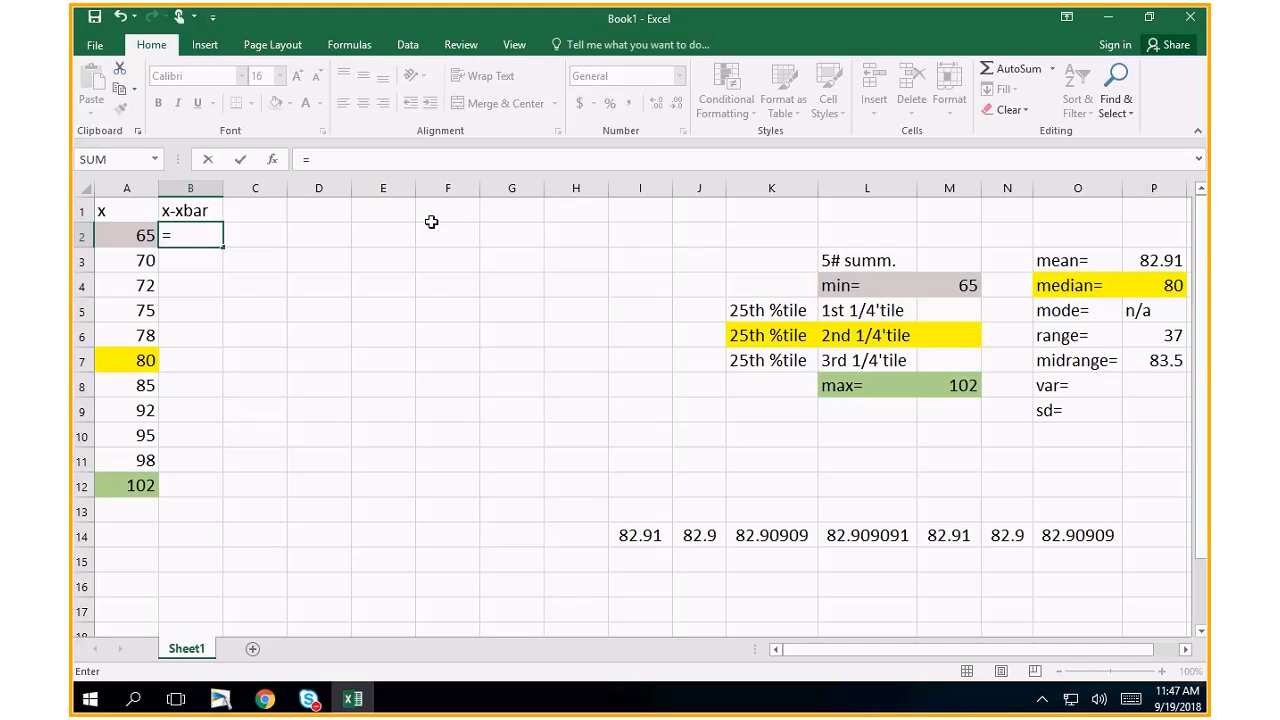 Book1 - Excel
File Home Insert Page Layout Formulas Data Review View Tell me what you want to do... Sign in Share
Paste
Calibri 16
B I U A A A
Wrap Text
Merge & Center
General
$ % , .00 .0
Conditional Formatting
Format as Table
Cell Styles
Insert Delete Format
AutoSum
Fill
Clear
Sort & Filter
Find & Select
Clipboard Font Alignment Number Styles Cells Editing
SUM fx =
A B C D E F G H I J K L M N O P
1 x x-xbar
2 65 =
3 70 5# summ. mean= 82.91
4 72 min= 65 median= 80
5 75 25th %tile 1st 1/4'tile mode= n/a
6 78 25th %tile 2nd 1/4'tile range= 37
7 80 25th %tile 3rd 1/4'tile midrange= 83.5
8 85 max= 102 var=
9 92 sd=
10 95
11 98
12 102
13
14 82.91 82.9 82.90909 82.909091 82.91 82.9 82.90909
15
16
17
18
Sheet1
Enter 100%
11:47 AM
9/19/2018